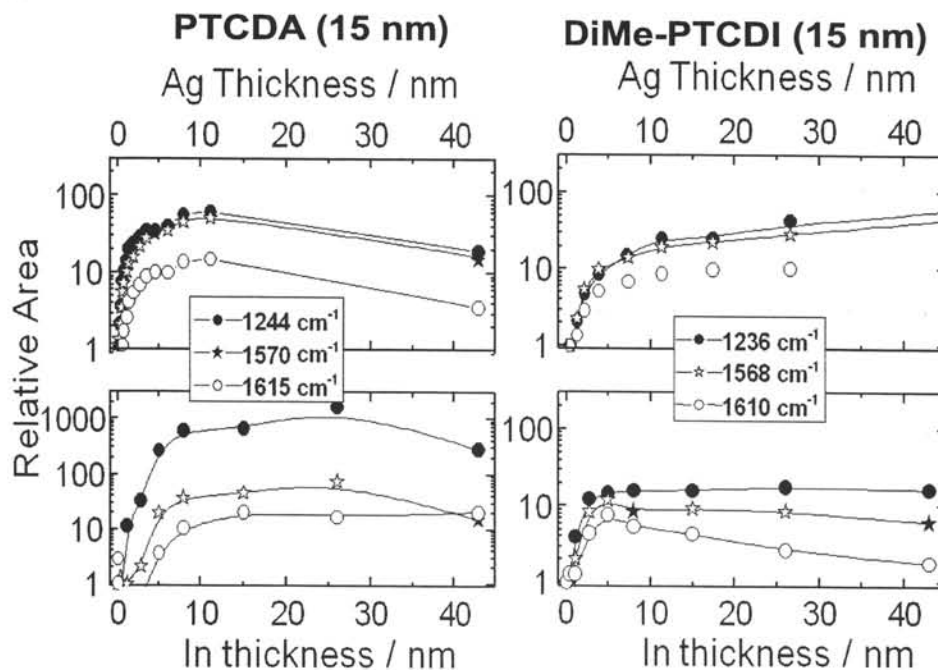 PTCDA (15 nm) DiMe-PTCDI (15 nm)
Ag Thickness / nm Ag Thickness / nm
0 10 20 30 40 0 10 20 30 40
100 100
10 10
1 1
1244 cm⁻¹
1570 cm⁻¹
1615 cm⁻¹
1236 cm⁻¹
1568 cm⁻¹
1610 cm⁻¹
Relative Area
1000
100 100
10 10
1 1
0 10 20 30 40 0 10 20 30 40
In thickness / nm In thickness / nm